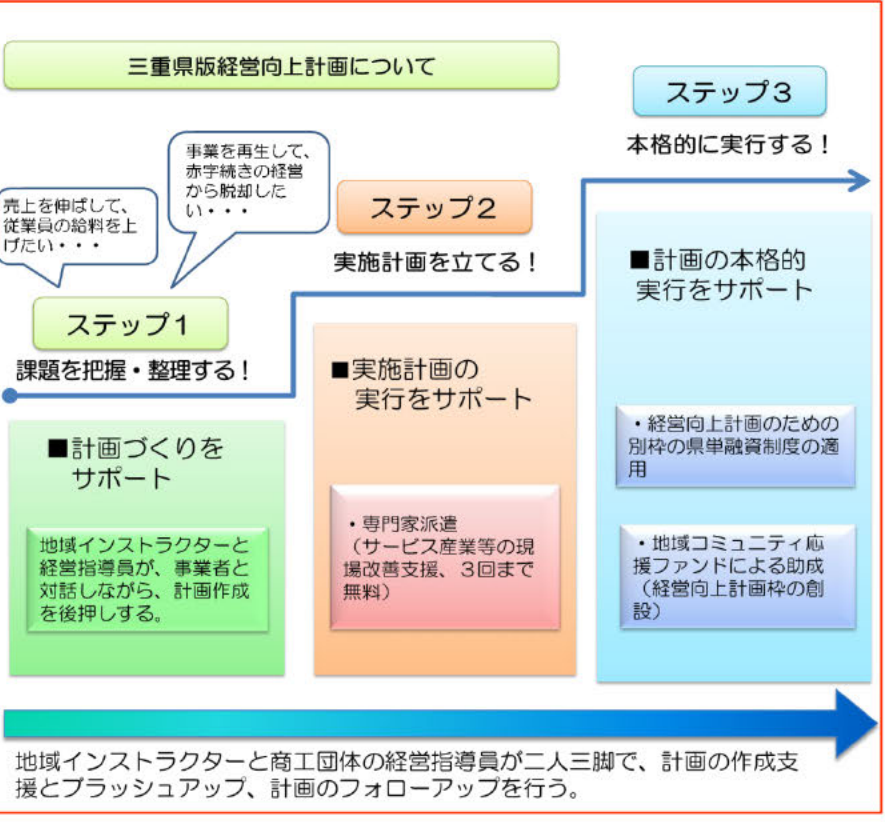 三重県版経営向上計画について
売上を伸ばして、
従業員の給料を上
げたい・・・
事業を再生して、
赤字続きの経営
から脱却した
い・・・
ステップ１
課題を把握・整理する！
■計画づくりを
サポート
地域インストラクターと
経営指導員が、事業者と
対話しながら、計画作成
を後押しする。
ステップ２
実施計画を立てる！
■実施計画の
実行をサポート
・専門家派遣
（サービス産業等の現
場改善支援、３回まで
無料）
ステップ３
本格的に実行する！
■計画の本格的
実行をサポート
・経営向上計画のための
別枠の県単融資制度の適
用
・地域コミュニティ応
援ファンドによる助成
（経営向上計画枠の創
設）
地域インストラクターと商工団体の経営指導員が二人三脚で、計画の作成支
援とブラッシュアップ、計画のフォローアップを行う。